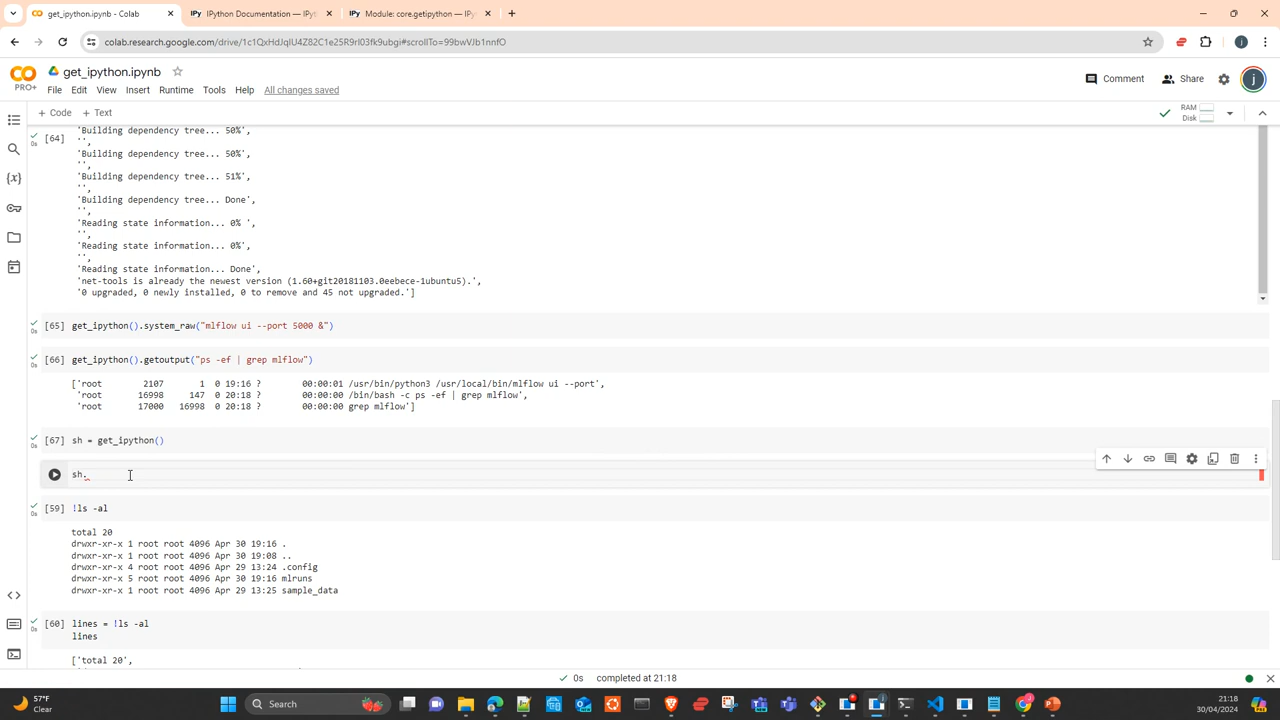 get_ipython.ipynb - Colab
IPython Documentation — IPyt
Module: core.getipython — IPy
colab.research.google.com/drive/1c1QxHdJqIU4Z82C1e25R9rI03fk9ubgi#scrollTo=99bwVJb1nnfO
get_ipython.ipynb
PRO+
File Edit View Insert Runtime Tools Help All changes saved
Comment Share
+ Code + Text
RAM
Disk
[64]
'Building dependency tree... 50%',
'',
'Building dependency tree... 50%',
'',
'Building dependency tree... 51%',
'',
'Building dependency tree... Done',
'',
'Reading state information... 0% ',
'',
'Reading state information... 0%',
'',
'Reading state information... Done',
'net-tools is already the newest version (1.60+git20181103.0eebece-1ubuntu5).',
'0 upgraded, 0 newly installed, 0 to remove and 45 not upgraded.']
[65] get_ipython().system_raw("mlflow ui --port 5000 &")
[66] get_ipython().getoutput("ps -ef | grep mlflow")
['root 2107 1 0 19:16 ? 00:00:01 /usr/bin/python3 /usr/local/bin/mlflow ui --port',
'root 16998 147 0 20:18 ? 00:00:00 /bin/bash -c ps -ef | grep mlflow',
'root 17000 16998 0 20:18 ? 00:00:00 grep mlflow']
[67] sh = get_ipython()
sh.
[59] !ls -al
total 20
drwxr-xr-x 1 root root 4096 Apr 30 19:16 .
drwxr-xr-x 1 root root 4096 Apr 30 19:08 ..
drwxr-xr-x 4 root root 4096 Apr 29 13:24 .config
drwxr-xr-x 5 root root 4096 Apr 30 19:16 mlruns
drwxr-xr-x 1 root root 4096 Apr 29 13:25 sample_data
[60] lines = !ls -al
lines
['total 20',
0s completed at 21:18
57°F
Clear
Search
21:18
30/04/2024